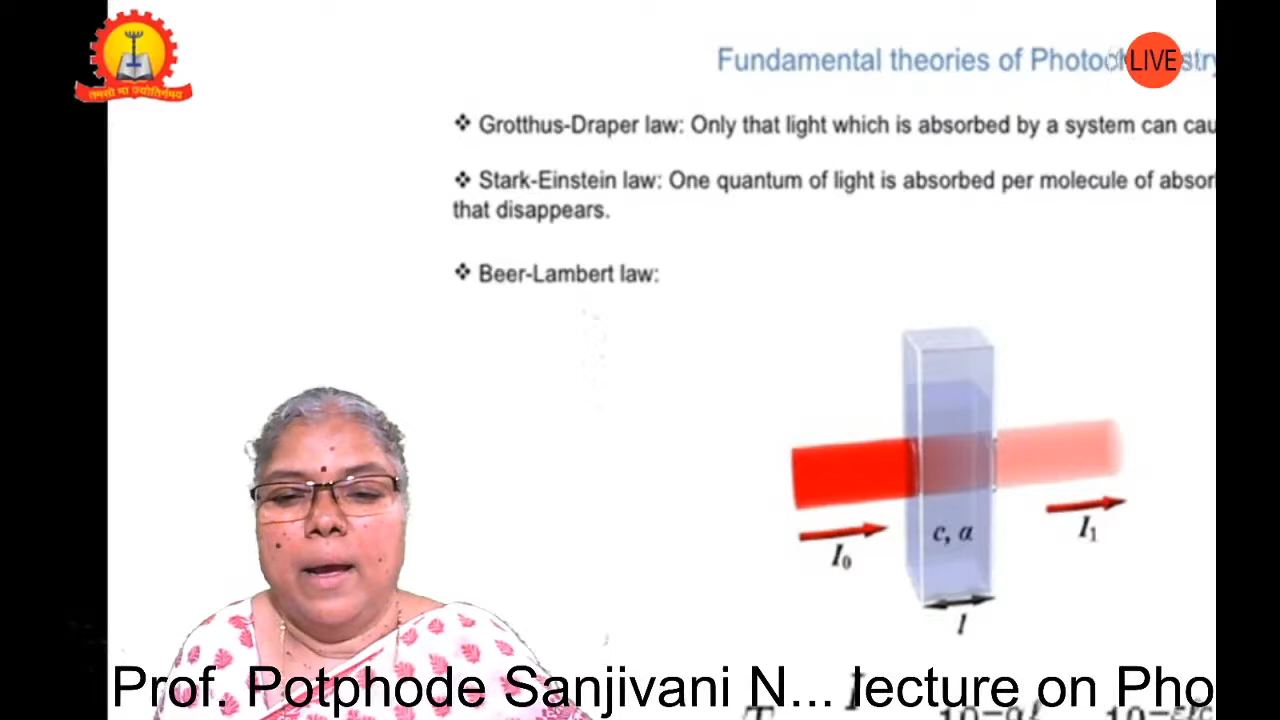 Fundamental theories of
LIVE
❖ Grotthus-Draper law: Only that light which is absorbed by a system can cau
❖ Stark-Einstein law: One quantum of light is absorbed per molecule of absor
that disappears.
❖ Beer-Lambert law:
c, α
I₀
I₁
l
तमसो मा ज्योतिर्गमय
Prof. Potphode Sanjivani N... lecture on Pho